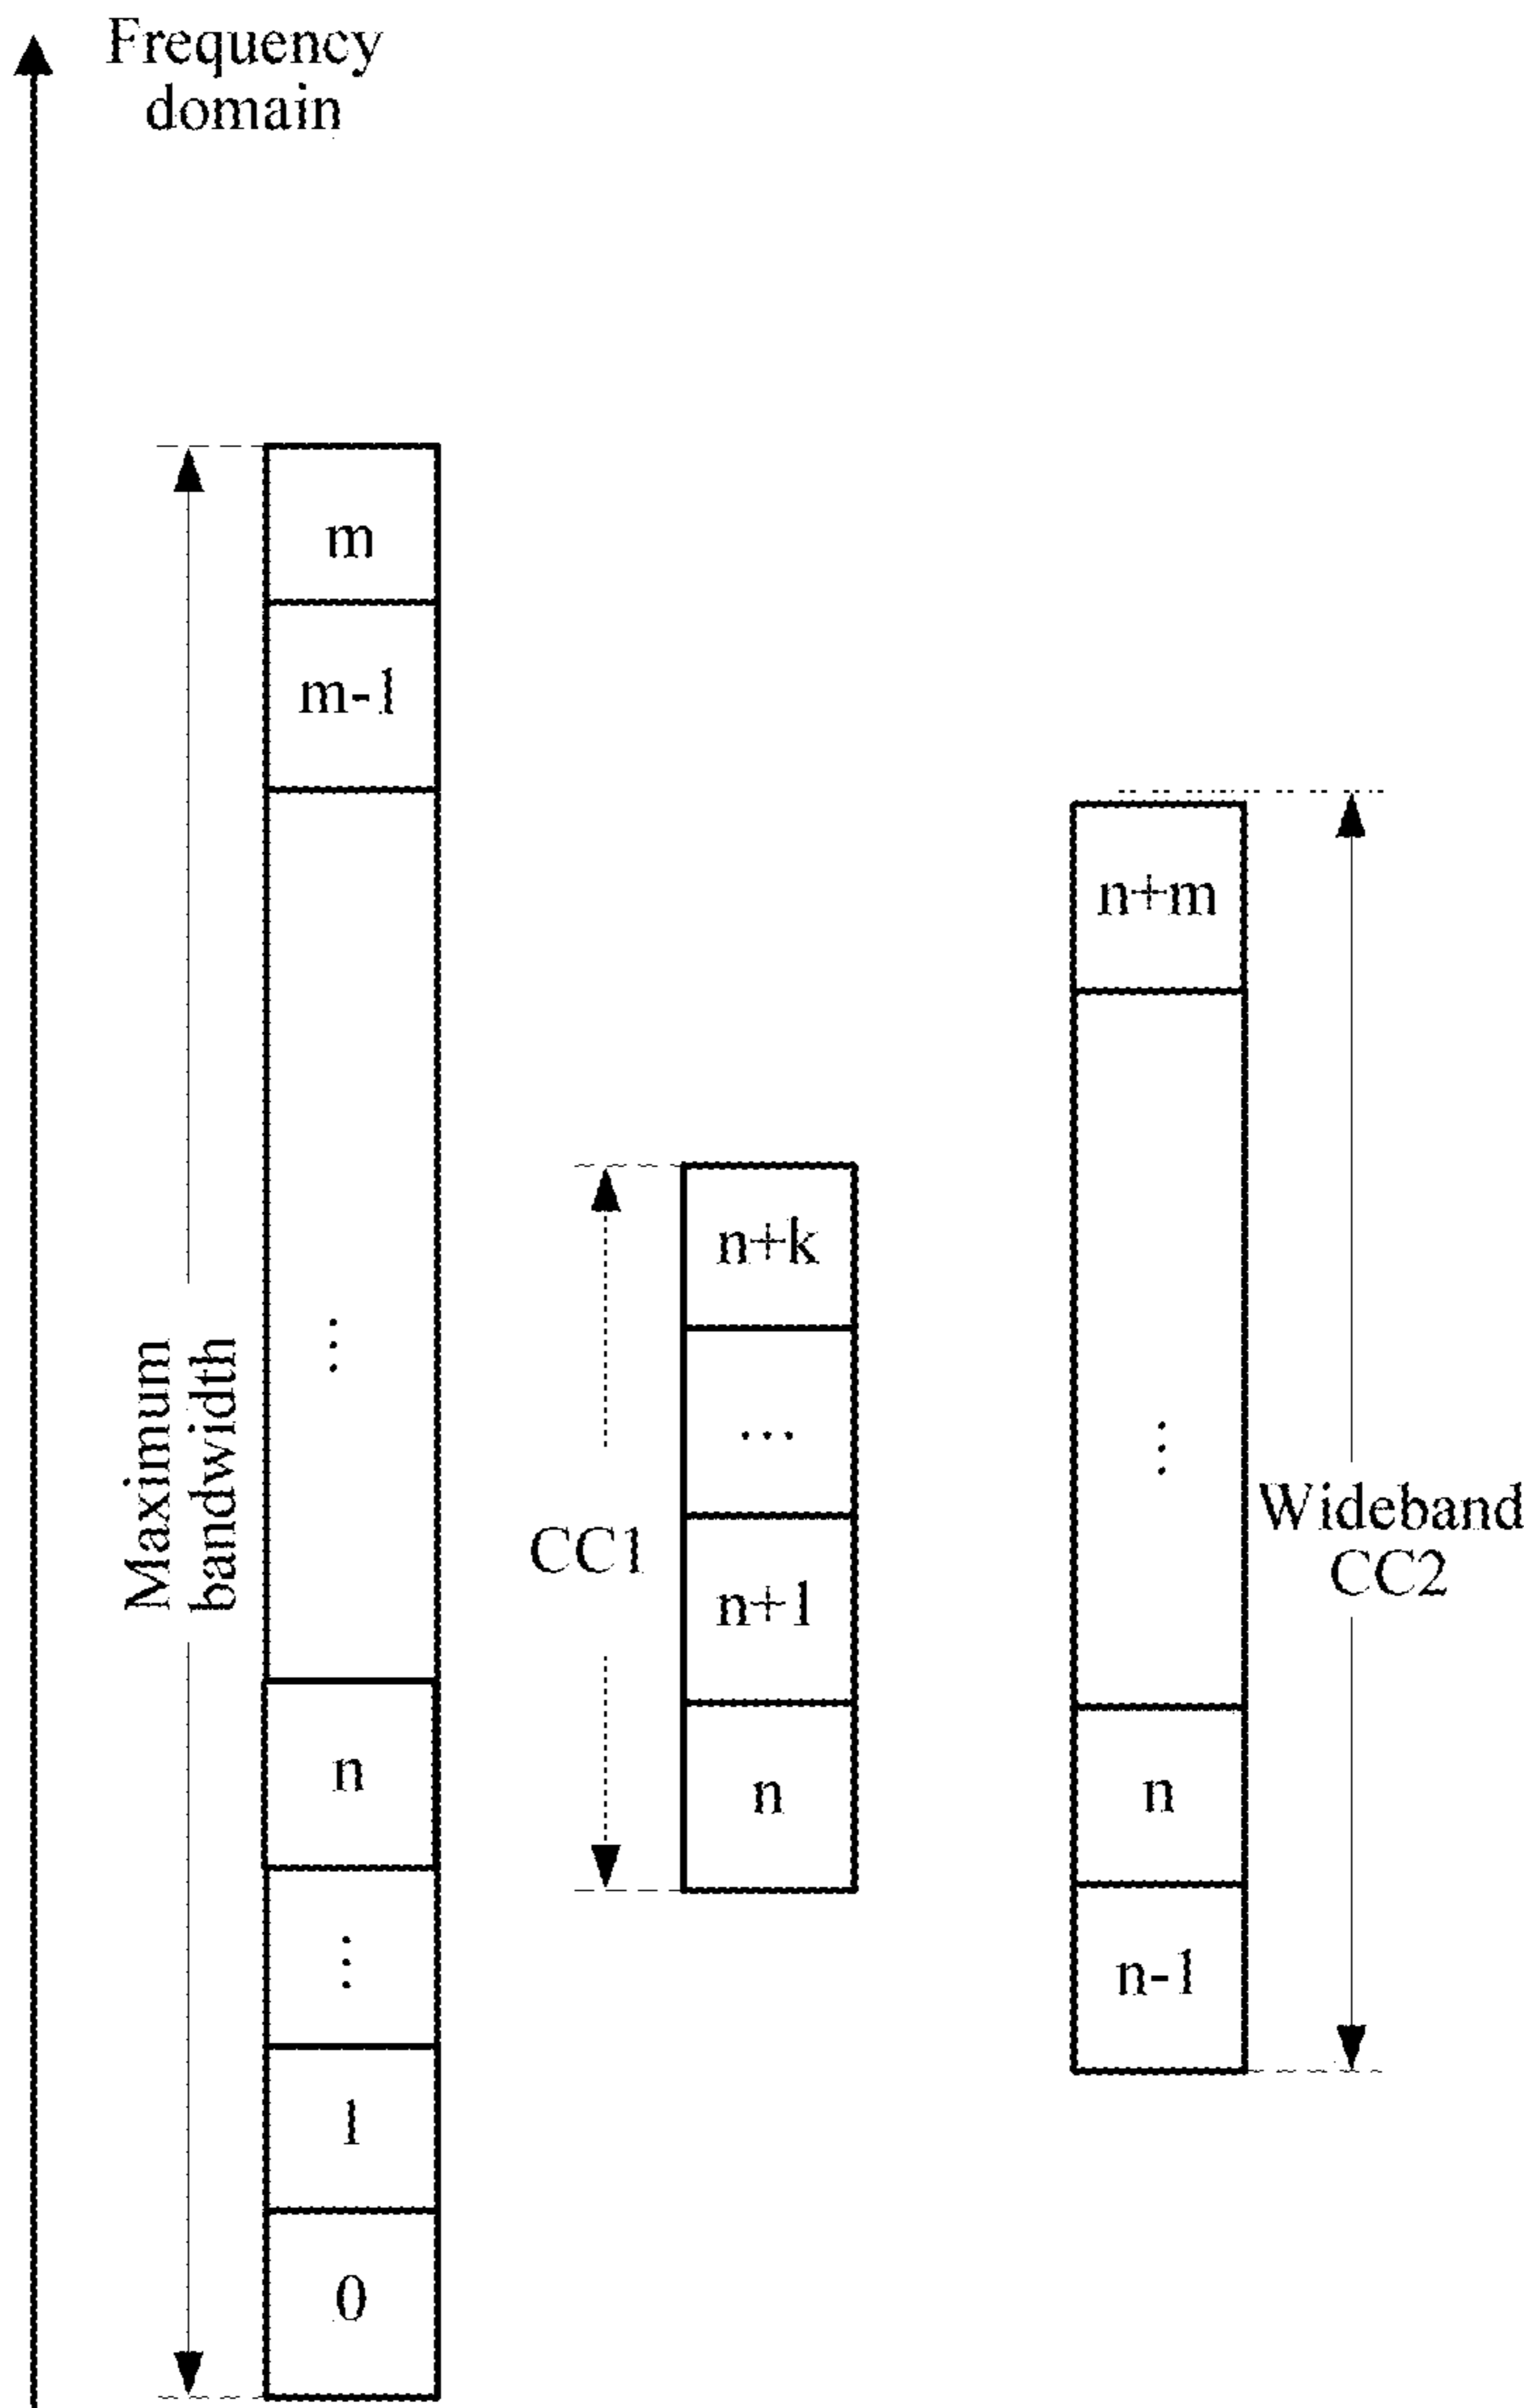 Frequency
domain
m
m-1
⋮
n
⋮
1
0
Maximum
bandwidth
CC1
n+k
...
n+1
n
n+m
⋮
n
n-1
Wideband
CC2